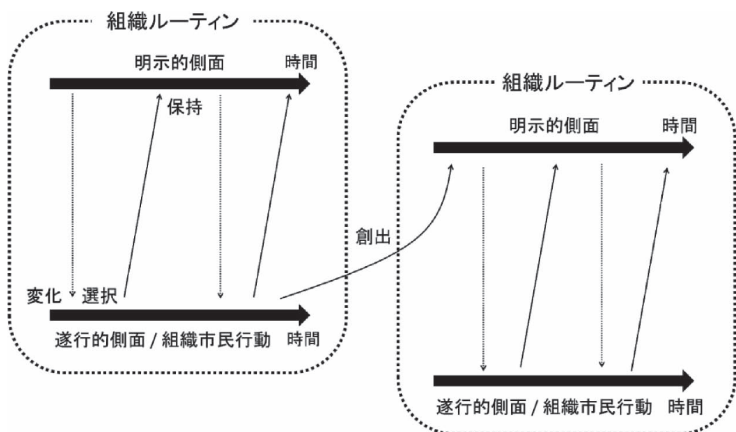 組織ルーティン
明示的側面
時間
保持
変化
選択
遂行的側面 / 組織市民行動
時間
創出
組織ルーティン
明示的側面
時間
遂行的側面 / 組織市民行動
時間